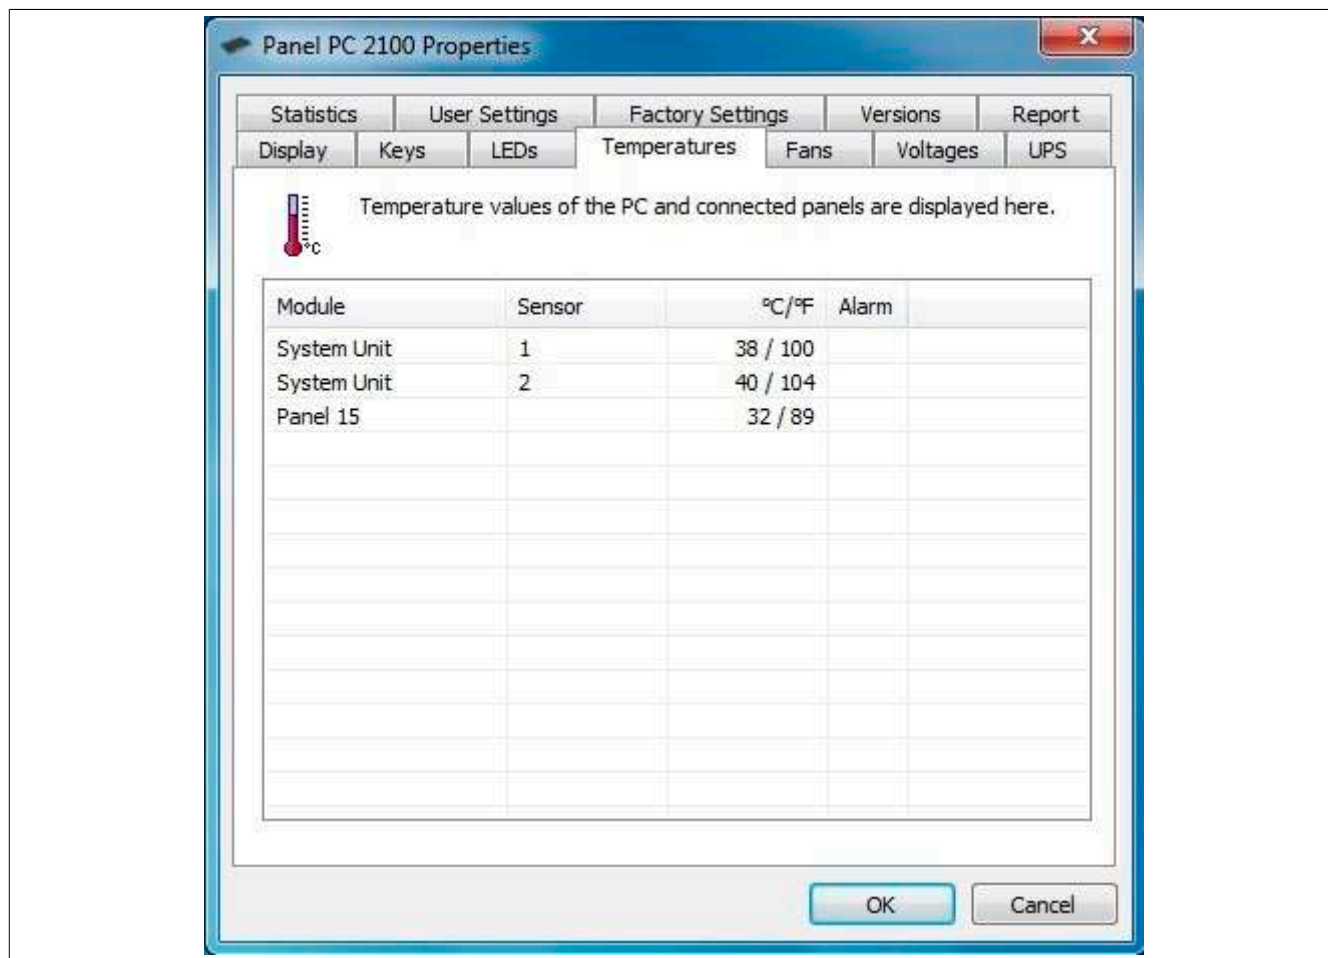 Panel PC 2100 Properties
Statistics User Settings Factory Settings Versions Report
Display Keys LEDs Temperatures Fans Voltages UPS
Temperature values of the PC and connected panels are displayed here.
°C
Module Sensor °C/°F Alarm
System Unit 1 38 / 100
System Unit 2 40 / 104
Panel 15 32 / 89
OK Cancel